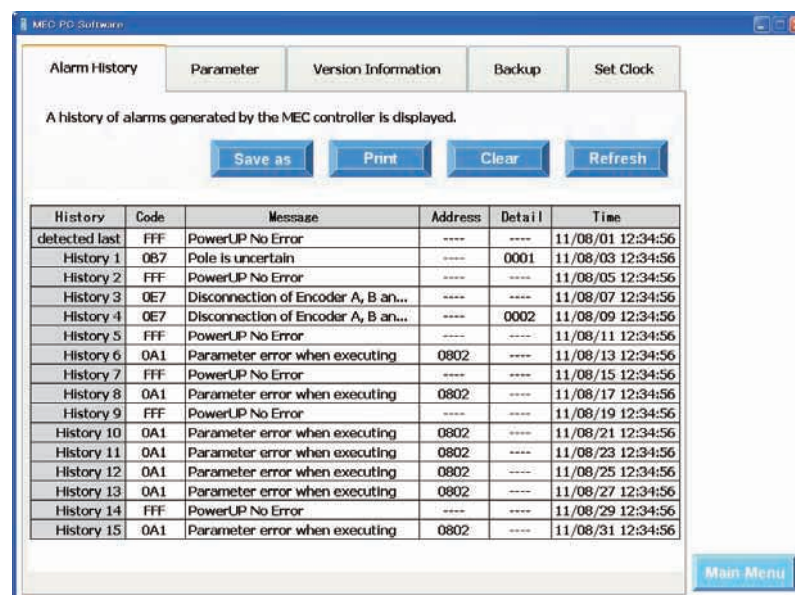 MEC PC Software
Alarm History Parameter Version Information Backup Set Clock
A history of alarms generated by the MEC controller is displayed.
Save as Print Clear Refresh
History Code Message Address Detail Time
detected last FFF PowerUP No Error ---- ---- 11/08/01 12:34:56
History 1 0B7 Pole is uncertain ---- 0001 11/08/03 12:34:56
History 2 FFF PowerUP No Error ---- ---- 11/08/05 12:34:56
History 3 0E7 Disconnection of Encoder A, B an... ---- ---- 11/08/07 12:34:56
History 4 0E7 Disconnection of Encoder A, B an... ---- 0002 11/08/09 12:34:56
History 5 FFF PowerUP No Error ---- ---- 11/08/11 12:34:56
History 6 0A1 Parameter error when executing 0802 ---- 11/08/13 12:34:56
History 7 FFF PowerUP No Error ---- ---- 11/08/15 12:34:56
History 8 0A1 Parameter error when executing 0802 ---- 11/08/17 12:34:56
History 9 FFF PowerUP No Error ---- ---- 11/08/19 12:34:56
History 10 0A1 Parameter error when executing 0802 ---- 11/08/21 12:34:56
History 11 0A1 Parameter error when executing 0802 ---- 11/08/23 12:34:56
History 12 0A1 Parameter error when executing 0802 ---- 11/08/25 12:34:56
History 13 0A1 Parameter error when executing 0802 ---- 11/08/27 12:34:56
History 14 FFF PowerUP No Error ---- ---- 11/08/29 12:34:56
History 15 0A1 Parameter error when executing 0802 ---- 11/08/31 12:34:56
Main Menu